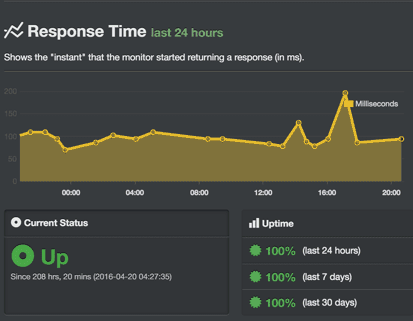 Response Time last 24 hours
Shows the "instant" that the monitor started returning a response (in ms).
200
150
100
50
0
Milliseconds
00:00 04:00 08:00 12:00 16:00 20:00
Current Status
Up
Since 208 hrs, 20 mins (2016-04-20 04:27:35)
Uptime
100% (last 24 hours)
100% (last 7 days)
100% (last 30 days)